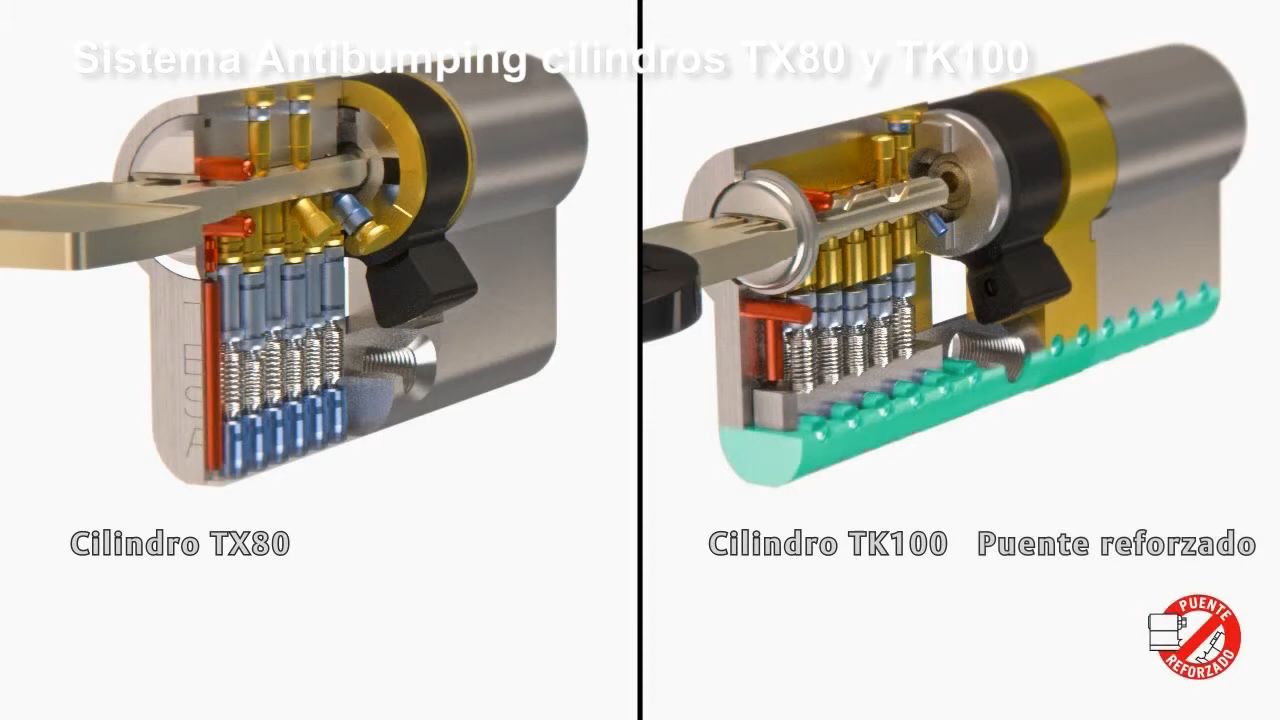 Sistema Antibumping cilindros TX80 y TK100
Cilindro TX80
Cilindro TK100 Puente reforzado
PUENTE
REFORZADO